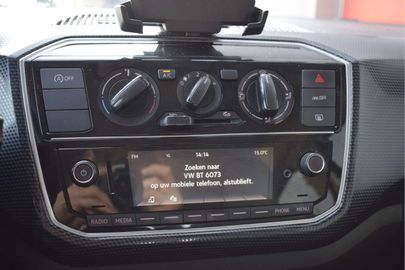 OFF
A/C
OFF
FM 14:14 15.0°C
Zoeken naar
VW BT 6073
op uw mobiele telefoon, alstublieft.
RADIO MEDIA PHONE MENU